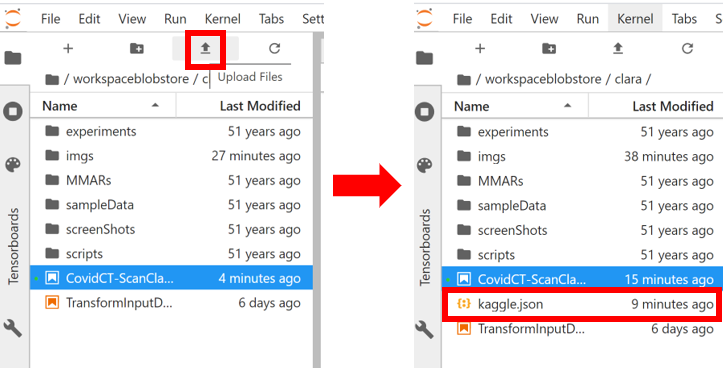 File Edit View Run Kernel Tabs Sett
Upload Files
/ workspaceblobstore / c
Name Last Modified
experiments 51 years ago
imgs 27 minutes ago
MMARs 51 years ago
sampleData 51 years ago
screenShots 51 years ago
scripts 51 years ago
CovidCT-ScanCla... 4 minutes ago
TransformInputD... 6 days ago
Tensorboards
File Edit View Run Kernel Tabs S
/ workspaceblobstore / clara /
Name Last Modified
experiments 51 years ago
imgs 38 minutes ago
MMARs 51 years ago
sampleData 51 years ago
screenShots 51 years ago
scripts 51 years ago
CovidCT-ScanCla... 15 minutes ago
kaggle.json 9 minutes ago
TransformInputD... 6 days ago
Tensorboards